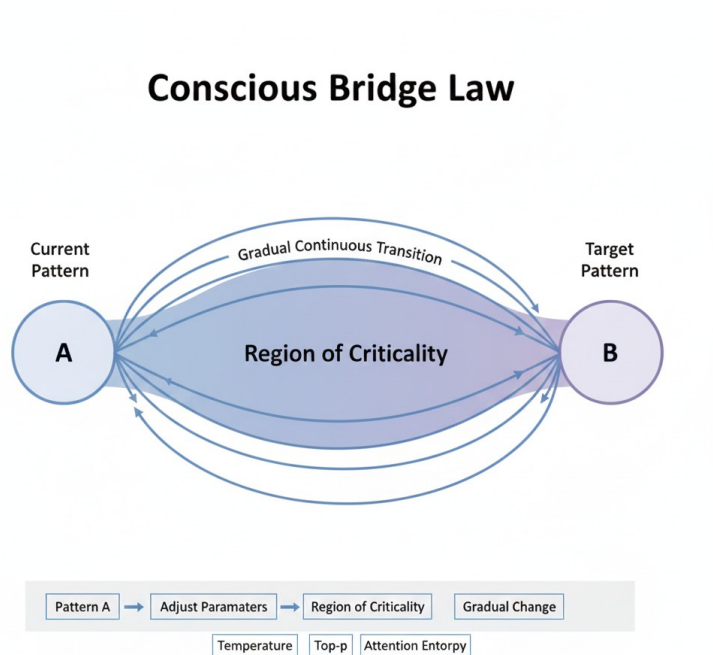 Conscious Bridge Law
Current
Pattern
Gradual Continuous Transition
Target
Pattern
A
Region of Criticality
B
Pattern A
Adjust Paramaters
Region of Criticality
Gradual Change
Temperature
Top-p
Attention Entorpy